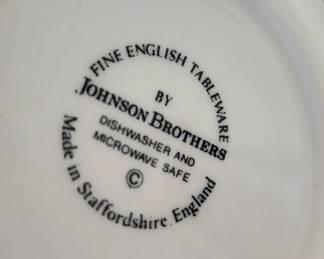 FINE ENGLISH TABLEWARE
BY
JOHNSON BROTHERS
DISHWASHER AND
MICROWAVE SAFE
©
Made in Staffordshire England